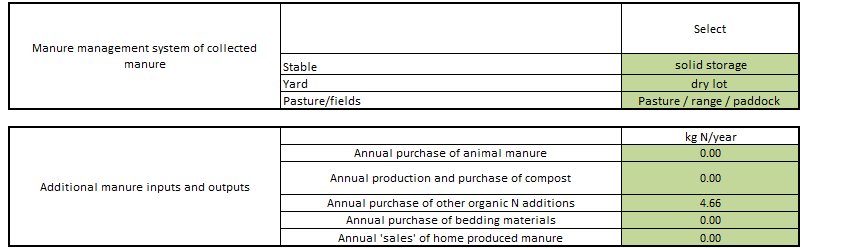 Select
Manure management system of collected
manure
Stable
solid storage
Yard
dry lot
Pasture/fields
Pasture / range / paddock
kg N/year
Additional manure inputs and outputs
Annual purchase of animal manure
0.00
Annual production and purchase of compost
0.00
Annual purchase of other organic N additions
4.66
Annual purchase of bedding materials
0.00
Annual 'sales' of home produced manure
0.00